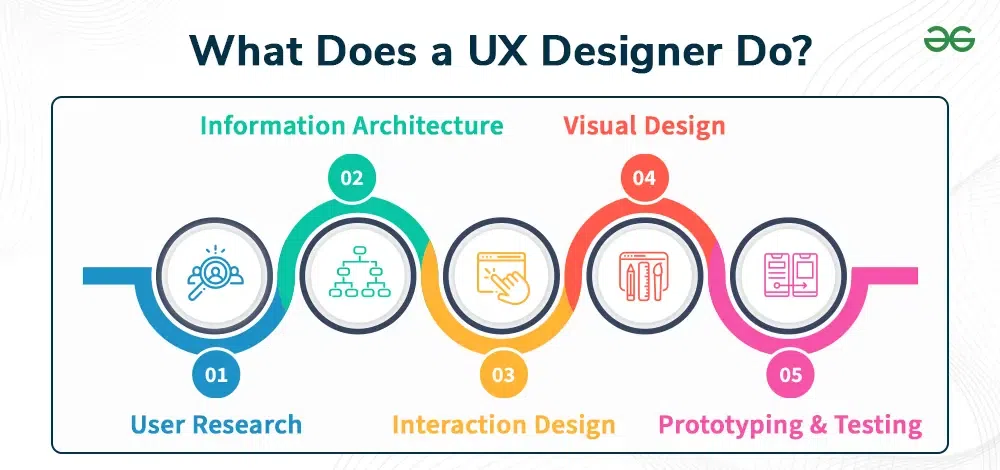 What Does a UX Designer Do?
Information Architecture
Visual Design
02
04
01
03
05
User Research
Interaction Design
Prototyping & Testing